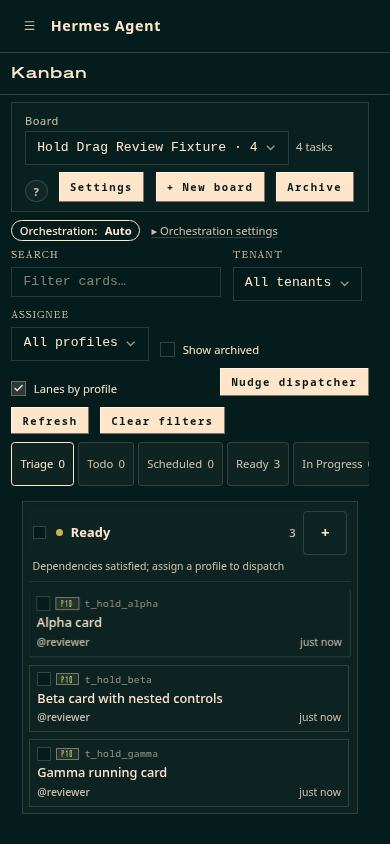 Hermes Agent
Kanban
Board
Hold Drag Review Fixture · 4
4 tasks
?
Settings
+ New board
Archive
Orchestration: Auto
▸ Orchestration settings
SEARCH
TENANT
Filter cards…
All tenants
ASSIGNEE
All profiles
Show archived
Lanes by profile
Nudge dispatcher
Refresh
Clear filters
Triage 0
Todo 0
Scheduled 0
Ready 3
In Progress
Ready
3
+
Dependencies satisfied; assign a profile to dispatch
P10 t_hold_alpha
Alpha card
@reviewer just now
P10 t_hold_beta
Beta card with nested controls
@reviewer just now
P10 t_hold_gamma
Gamma running card
@reviewer just now